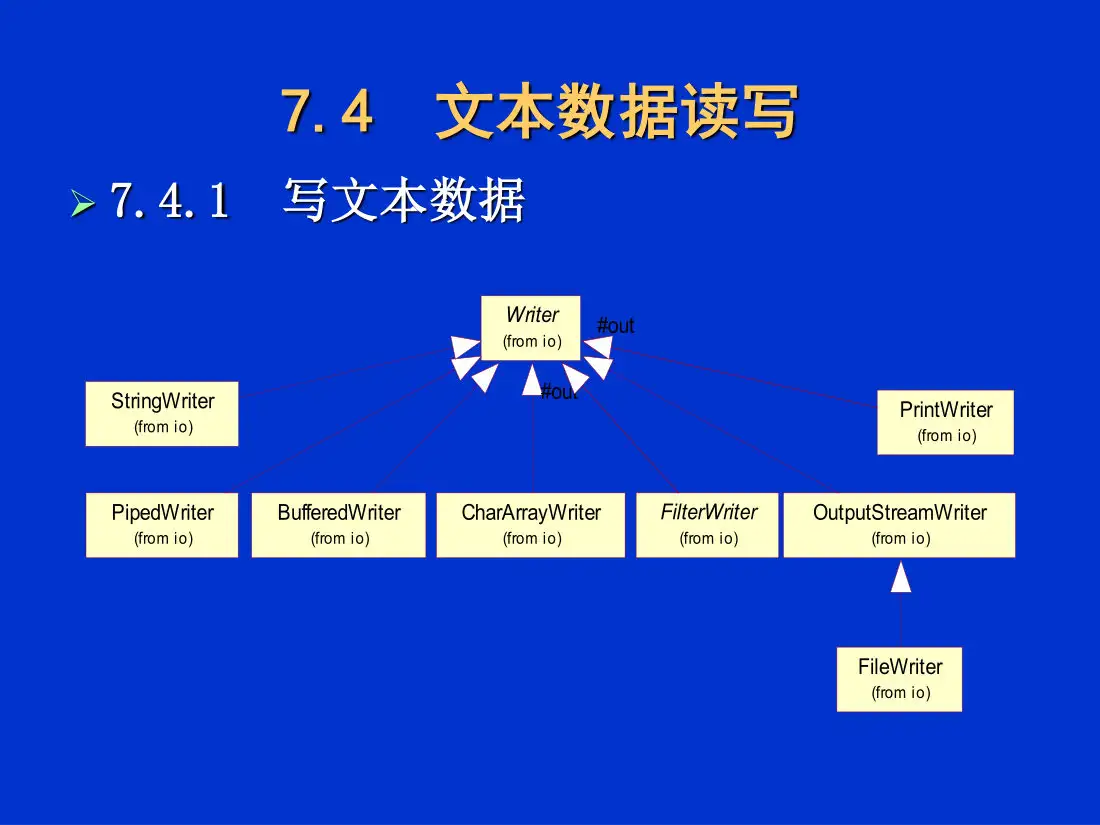 7.4 文本数据读写
7.4.1 写文本数据
Writer
(from io)
#out
#out
StringWriter
(from io)
PrintWriter
(from io)
PipedWriter
(from io)
BufferedWriter
(from io)
CharArrayWriter
(from io)
FilterWriter
(from io)
OutputStreamWriter
(from io)
FileWriter
(from io)